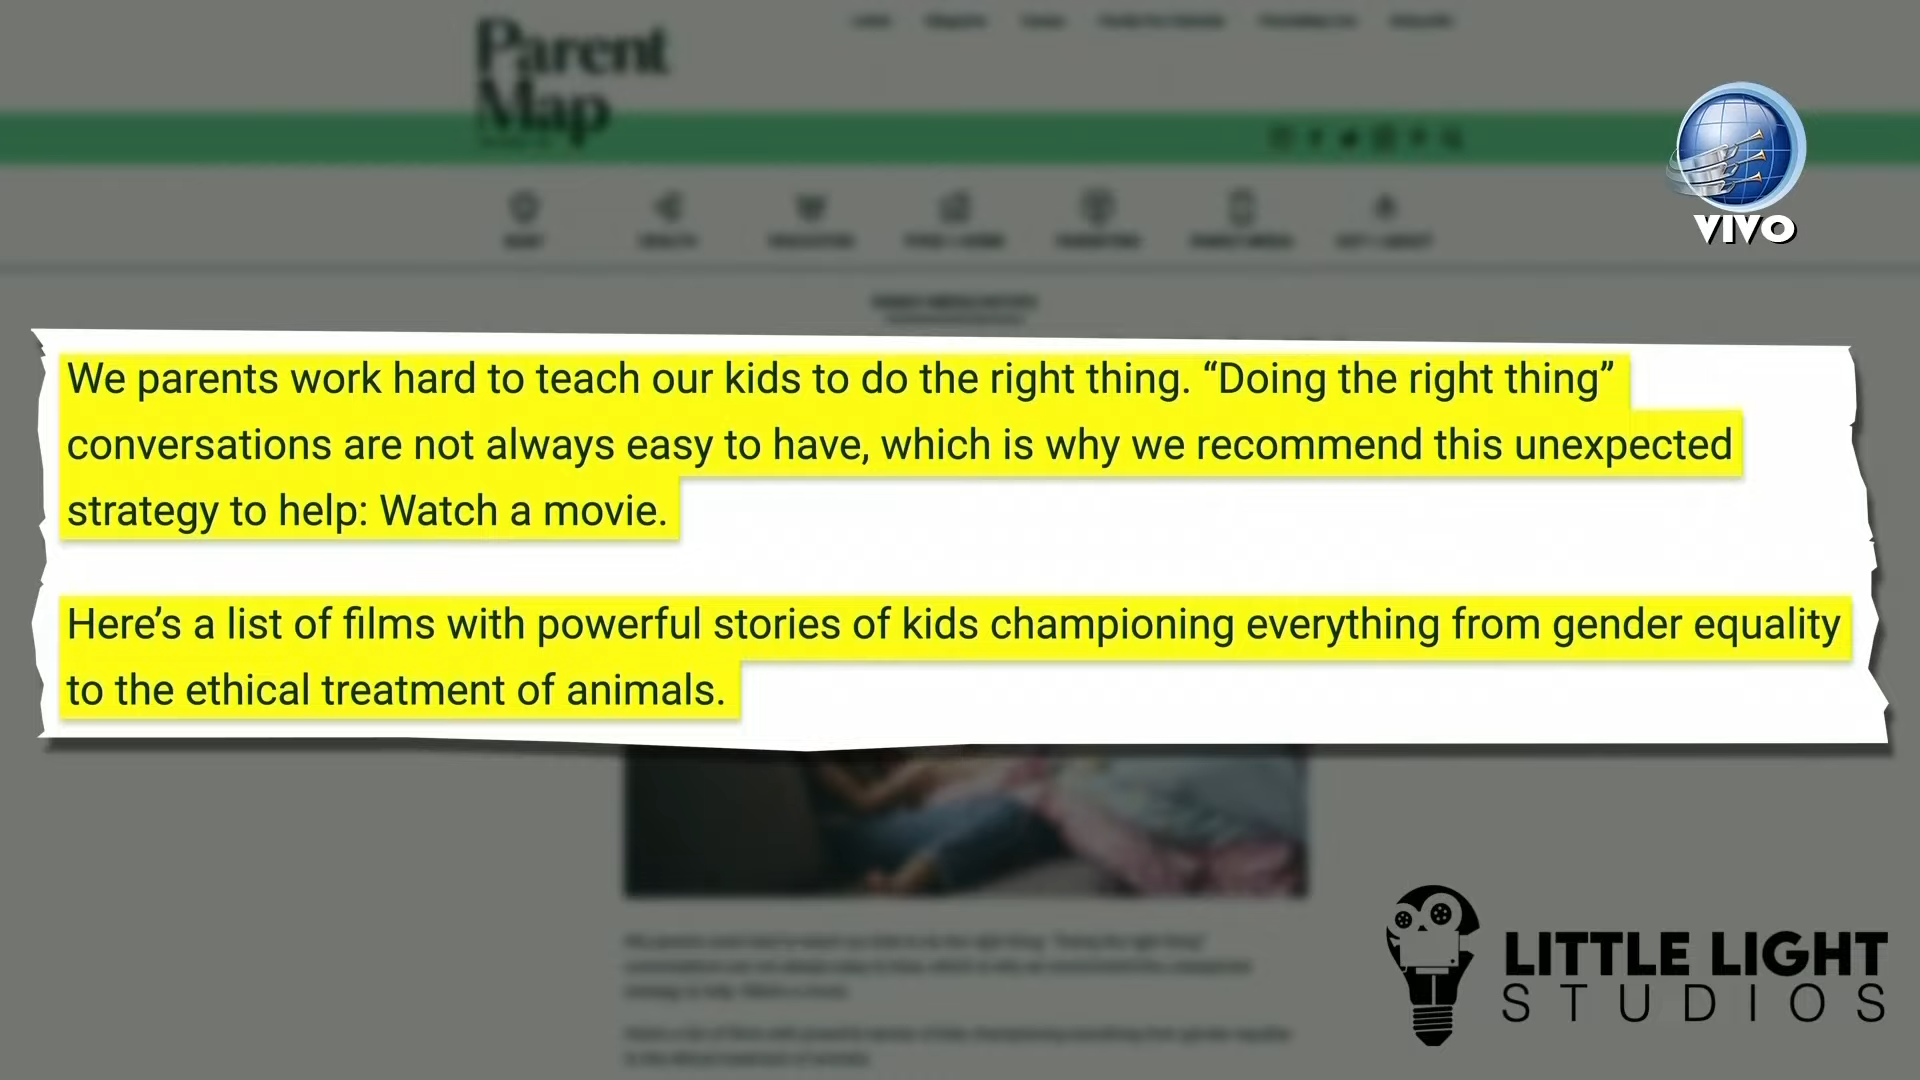 Parent
Map
VIVO
We parents work hard to teach our kids to do the right thing. “Doing the right thing”
conversations are not always easy to have, which is why we recommend this unexpected
strategy to help: Watch a movie.
Here’s a list of films with powerful stories of kids championing everything from gender equality
to the ethical treatment of animals.
LITTLE LIGHT
STUDIOS